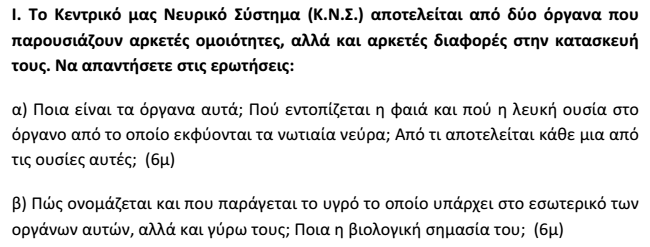 Ι. Το Κεντρικό μας Νευρικό Σύστημα (Κ.Ν.Σ.) αποτελείται από δύο όργανα που
παρουσιάζουν αρκετές ομοιότητες, αλλά και αρκετές διαφορές στην κατασκευή
τους. Να απαντήσετε στις ερωτήσεις:
α) Ποια είναι τα όργανα αυτά; Πού εντοπίζεται η φαιά και πού η λευκή ουσία στο
όργανο από το οποίο εκφύονται τα νωτιαία νεύρα; Από τι αποτελείται κάθε μια από
τις ουσίες αυτές; (6μ)
β) Πώς ονομάζεται και που παράγεται το υγρό το οποίο υπάρχει στο εσωτερικό των
οργάνων αυτών, αλλά και γύρω τους; Ποια η βιολογική σημασία του; (6μ)